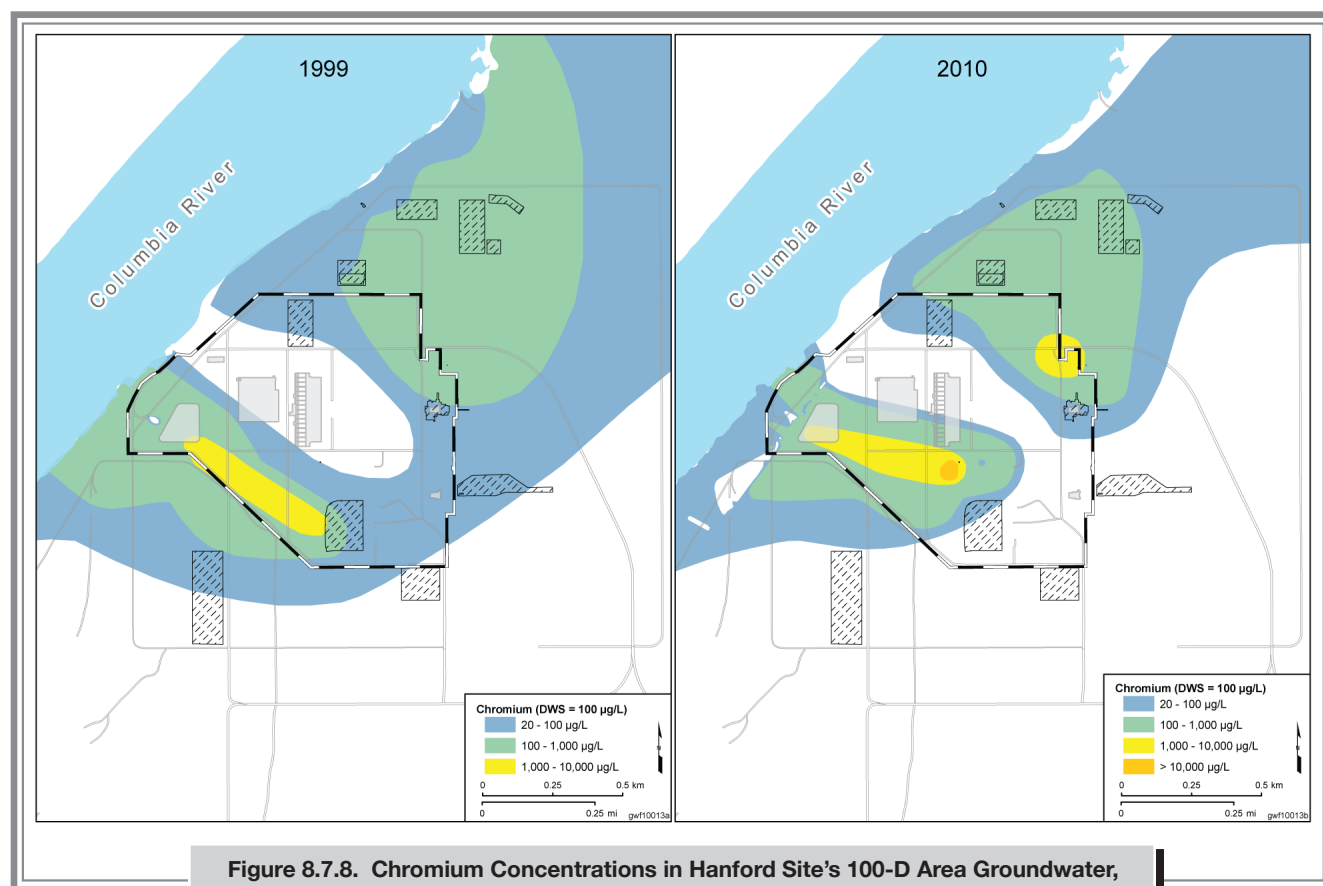 1999
Columbia River
Chromium (DWS = 100 µg/L)
20 - 100 µg/L
100 - 1,000 µg/L
1,000 - 10,000 µg/L
0 0.25 0.5 km
0 0.25 mi
gwf10013a
2010
Columbia River
Chromium (DWS = 100 µg/L)
20 - 100 µg/L
100 - 1,000 µg/L
1,000 - 10,000 µg/L
> 10,000 µg/L
0 0.25 0.5 km
0 0.25 mi
gwf10013b
Figure 8.7.8. Chromium Concentrations in Hanford Site's 100-D Area Groundwater,